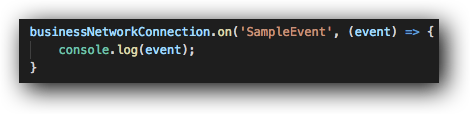 businessNetworkConnection.on('SampleEvent', (event) => {
    console.log(event);
}